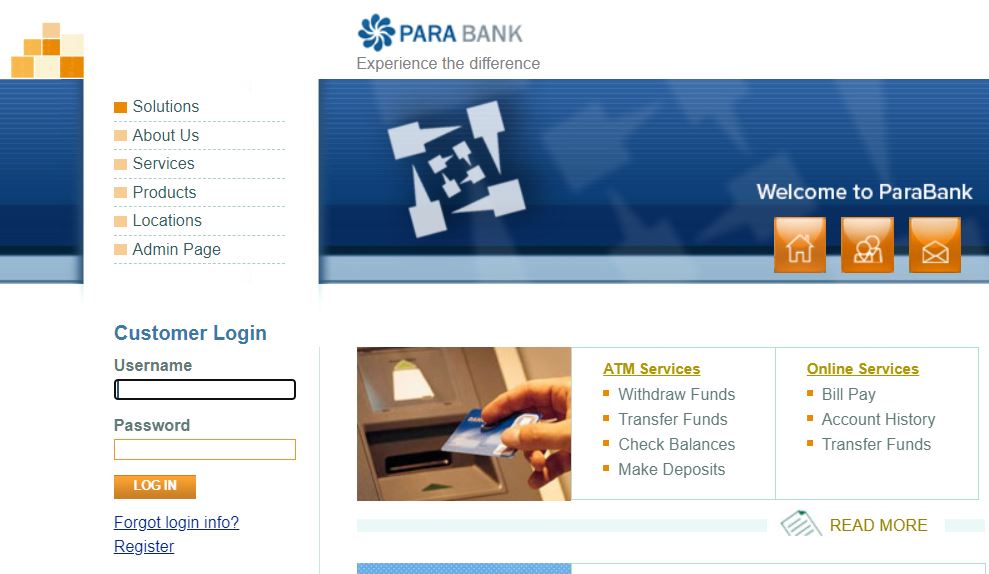 PARA BANK
Experience the difference
Solutions
About Us
Services
Products
Locations
Admin Page
Welcome to ParaBank
Customer Login
Username
Password
LOG IN
Forgot login info?
Register
ATM Services
Withdraw Funds
Transfer Funds
Check Balances
Make Deposits
Online Services
Bill Pay
Account History
Transfer Funds
READ MORE